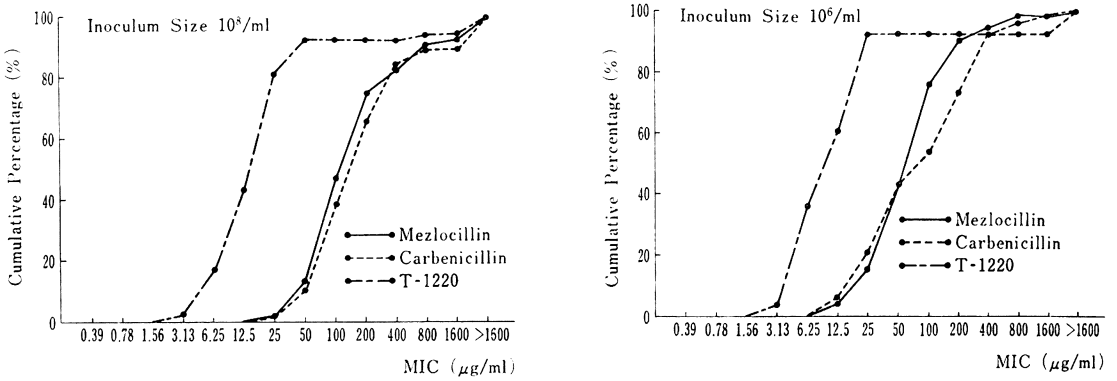 Inoculum Size 10⁸/ml
Cumulative Percentage (%)
100
80
60
40
20
0
Mezlocillin
Carbenicillin
T-1220
0.39 0.78 1.56 3.13 6.25 12.5 25 50 100 200 400 800 1600 >1600
MIC (μg/ml)
Inoculum Size 10⁶/ml
Cumulative Percentage (%)
100
80
60
40
20
0
Mezlocillin
Carbenicillin
T-1220
0.39 0.78 1.56 3.13 6.25 12.5 25 50 100 200 400 800 1600 >1600
MIC (μg/ml)